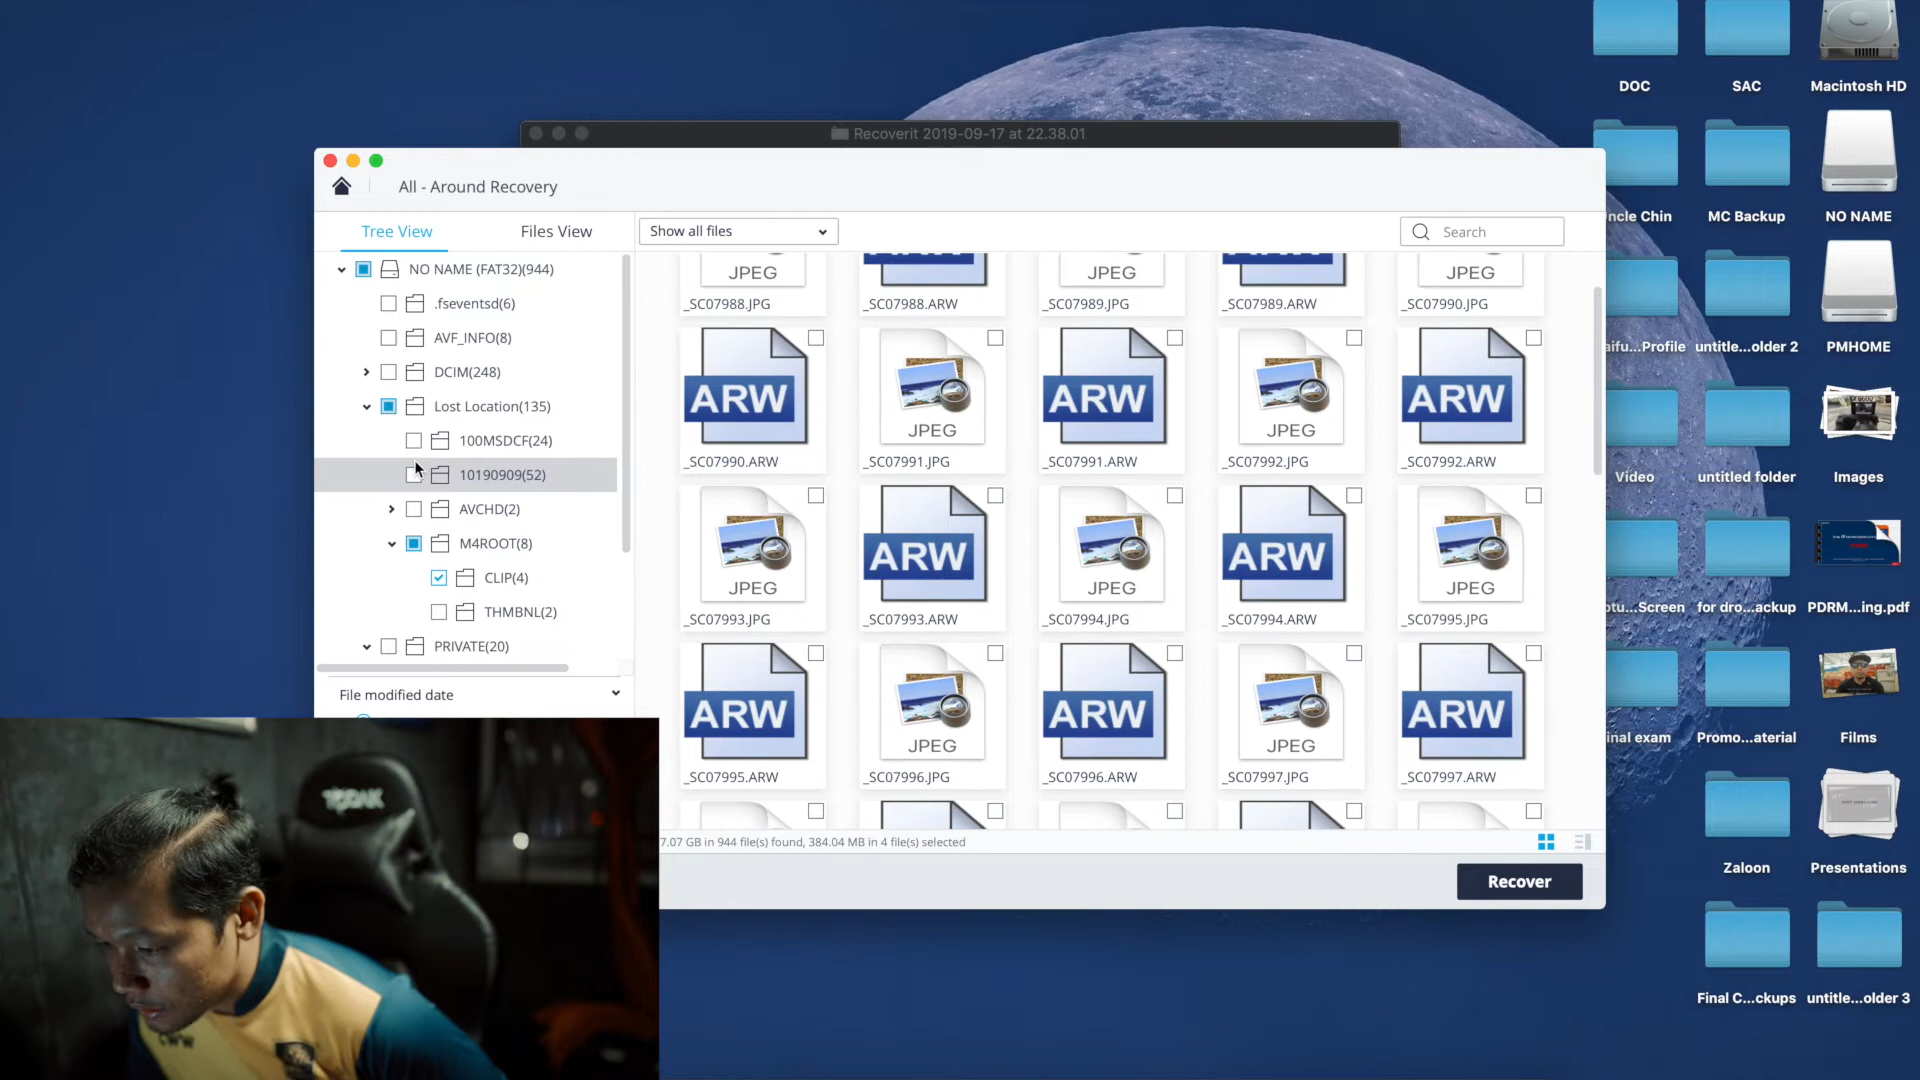 DOC
SAC
Macintosh HD
Recoverit 2019-09-17 at 22.38.01
All - Around Recovery
ncle Chin
MC Backup
NO NAME
Tree View
Files View
Show all files
Search
NO NAME (FAT32)(944)
.fseventsd(6)
AVF_INFO(8)
DCIM(248)
Lost Location(135)
100MSDCF(24)
10190909(52)
AVCHD(2)
M4ROOT(8)
CLIP(4)
THMBNL(2)
PRIVATE(20)
File modified date
JPEG
JPEG
JPEG
_SC07988.JPG
_SC07988.ARW
_SC07989.JPG
_SC07989.ARW
_SC07990.JPG
ARW
JPEG
ARW
JPEG
ARW
_SC07990.ARW
_SC07991.JPG
_SC07991.ARW
_SC07992.JPG
_SC07992.ARW
JPEG
ARW
JPEG
ARW
JPEG
_SC07993.JPG
_SC07993.ARW
_SC07994.JPG
_SC07994.ARW
_SC07995.JPG
ARW
JPEG
ARW
JPEG
ARW
_SC07995.ARW
_SC07996.JPG
_SC07996.ARW
_SC07997.JPG
_SC07997.ARW
7.07 GB in 944 file(s) found, 384.04 MB in 4 file(s) selected
Recover
aifu...Profile
untitle...older 2
PMHOME
Video
untitled folder
Images
otu...Screen
for dro...ackup
PDRM...ing.pdf
inal exam
Promo...aterial
Films
Zaloon
Presentations
Final C...ckups
untitle...older 3